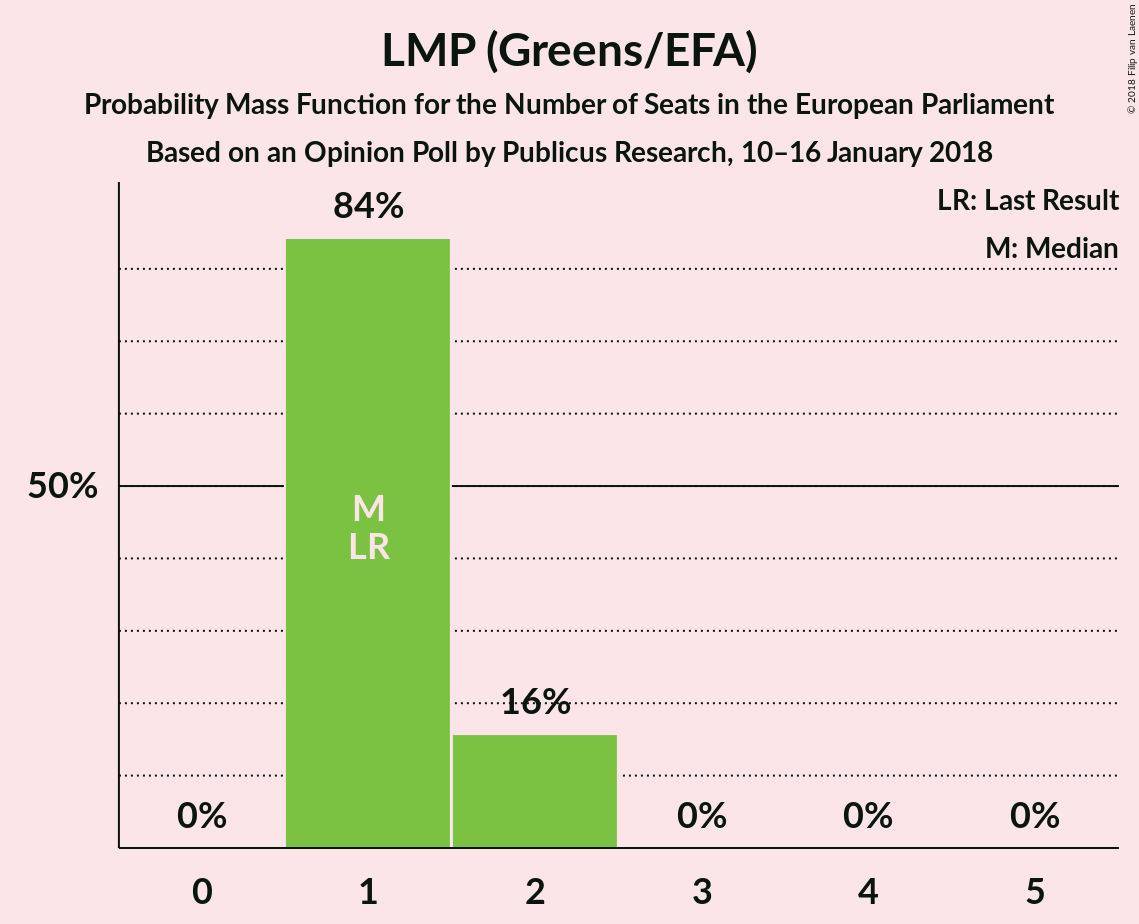 LMP (Greens/EFA)
Probability Mass Function for the Number of Seats in the European Parliament
Based on an Opinion Poll by Publicus Research, 10–16 January 2018
© 2018 Filip van Laenen
LR: Last Result
M: Median
84%
50%
M
LR
16%
0%
0%
0%
0%
0
1
2
3
4
5